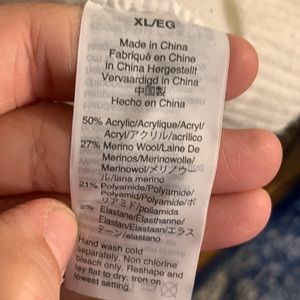 XL/EG
Made in China
Fabriqué en Chine
In China Hergestellt
Vervaardigd in China
中国製
Hecho en China
50% Acrylic/Acrylique/Acryl/
Acryl/アクリル/acrílico
27% Merino Wool/Laine De
Merinos/Merinowolle/
Merinowol/メリノウー
ル/lana merino
21% Polyamide/Polyamide/
Polyamid/Polyamide/ポリ
アミド/poliamida
2% Elastane/Elasthanne/
Elastan/Elastaan/エラス
テーン/elastano
Hand wash cold
separately. Non chlorine
bleach only. Reshape and
lay flat to dry. Iron on
lowest setting.